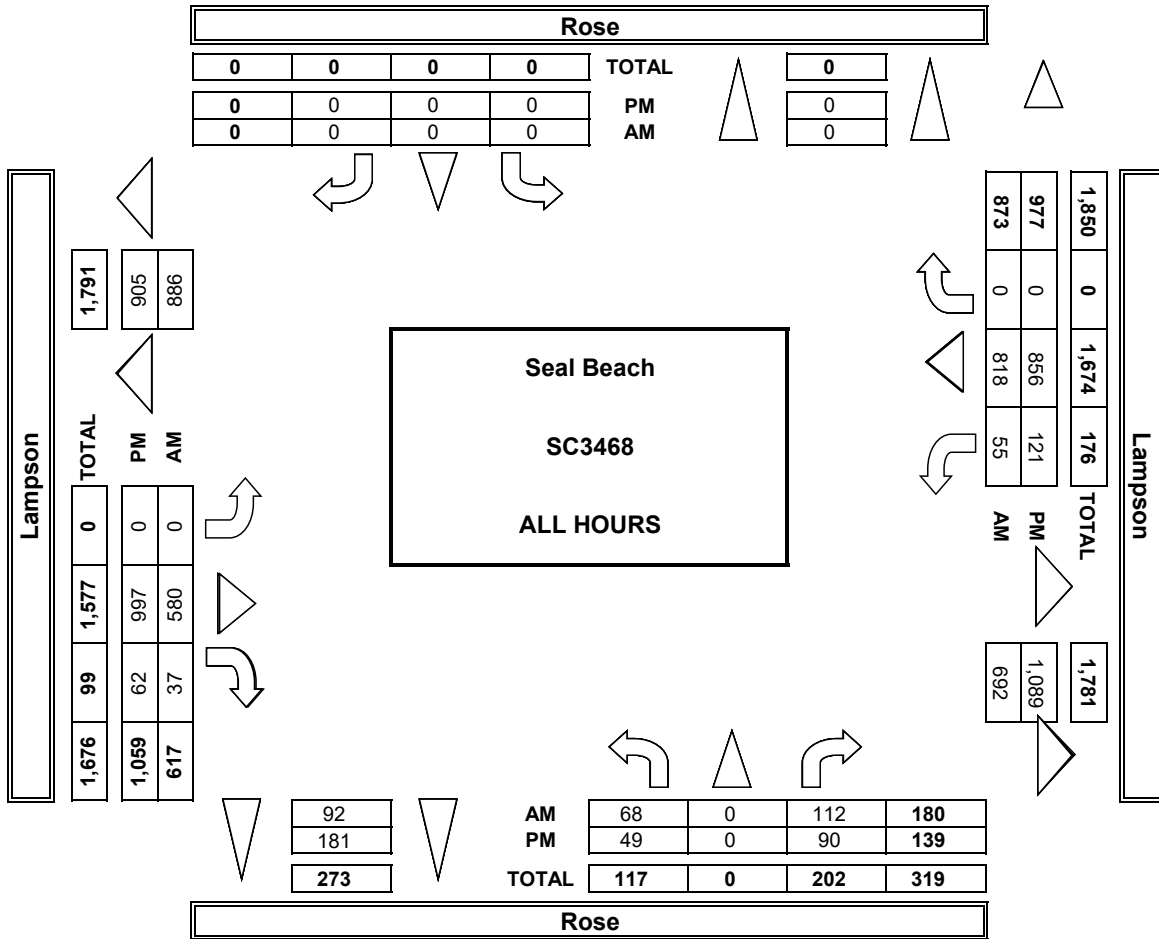 Rose
0 0 0 0 TOTAL 0
0 0 0 0 PM 0
0 0 0 0 AM 0
Lampson
1,791
905
886
TOTAL
PM
AM
0 1,577 99 1,676
0 997 62 1,059
0 580 37 617
Seal Beach
SC3468
ALL HOURS
1,850 0 1,674 176 TOTAL
977 0 856 121 PM
873 0 818 55 AM
1,781
1,089
692
Lampson
92 AM 68 0 112 180
181 PM 49 0 90 139
273 TOTAL 117 0 202 319
Rose